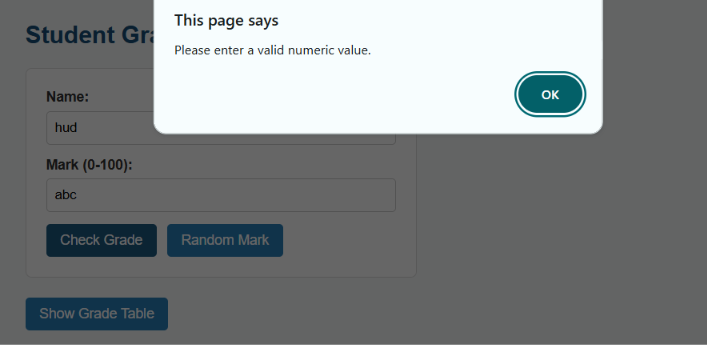 This page says
Please enter a valid numeric value.
OK
Student Gra
Name:
hud
Mark (0-100):
abc
Check Grade
Random Mark
Show Grade Table